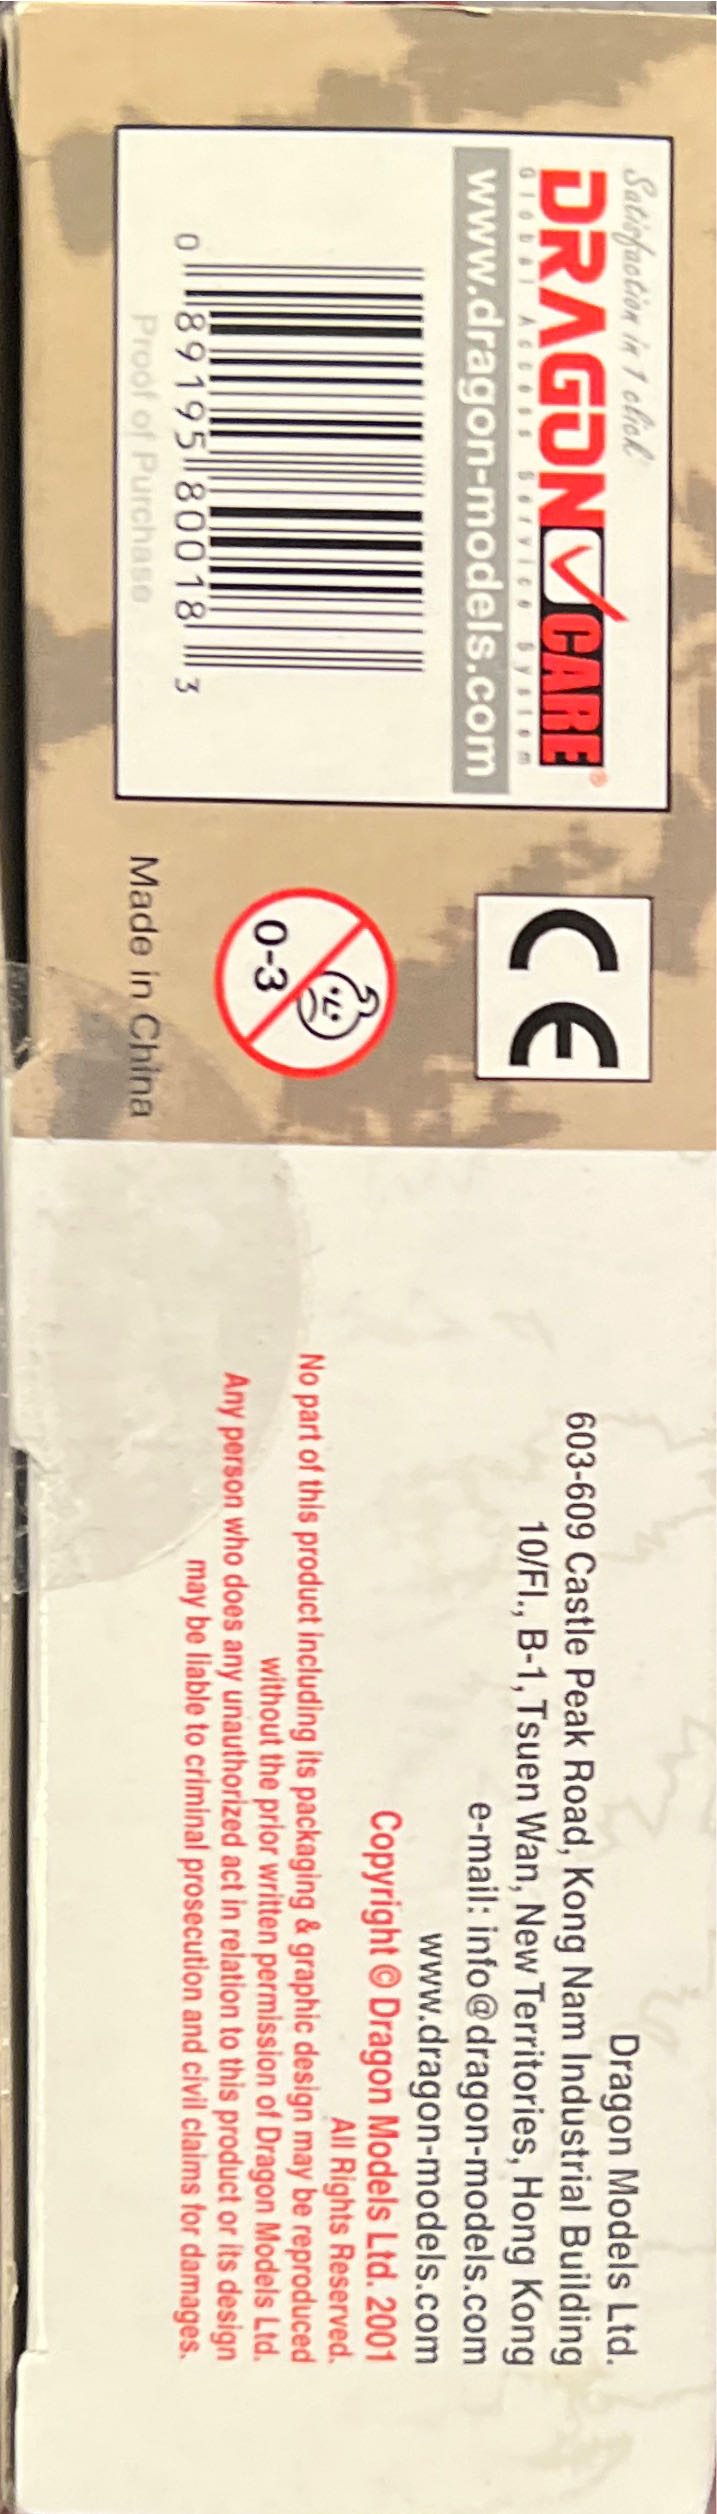 Satisfaction in 1 click
DRAGON CARE®
Global Access Service System
www.dragon-models.com
0 89195 80018 3
Proof of Purchase
CE
0-3
Made in China
Dragon Models Ltd.
603-609 Castle Peak Road, Kong Nam Industrial Building
10/Fl., B-1, Tsuen Wan, New Territories, Hong Kong
e-mail: info@dragon-models.com
www.dragon-models.com
Copyright © Dragon Models Ltd. 2001
All Rights Reserved.
No part of this product including its packaging & graphic design may be reproduced
without the prior written permission of Dragon Models Ltd.
Any person who does any unauthorized act in relation to this product or its design
may be liable to criminal prosecution and civil claims for damages.